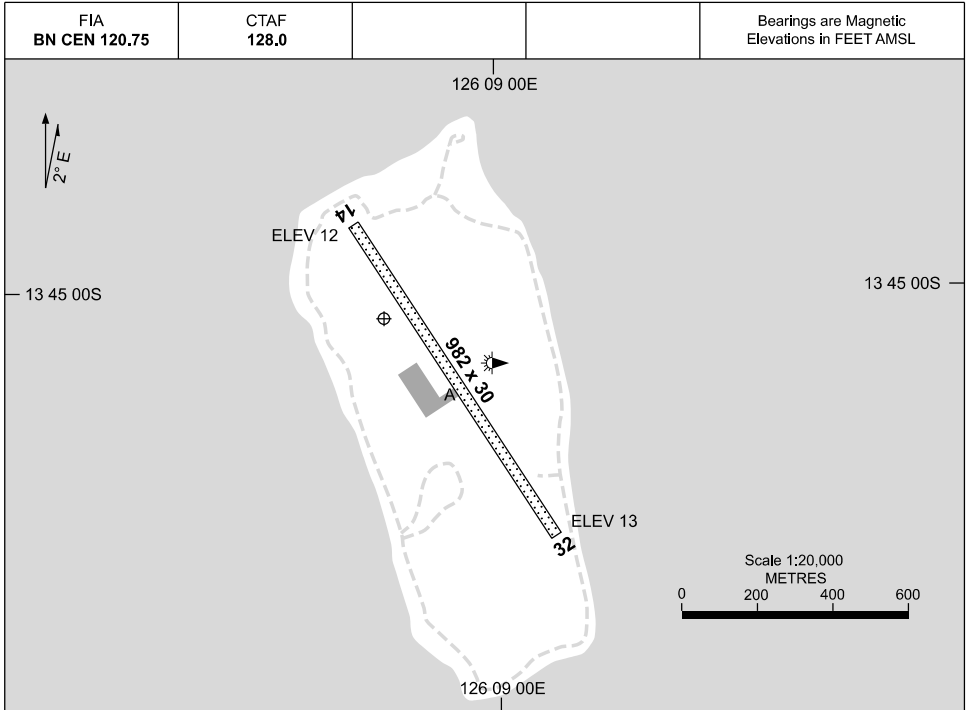 FIA
BN CEN 120.75
CTAF
128.0
Bearings are Magnetic
Elevations in FEET AMSL
126 09 00E
2° E
14
ELEV 12
13 45 00S
13 45 00S
982 x 30
A
ELEV 13
32
Scale 1:20,000
METRES
0 200 400 600
126 09 00E